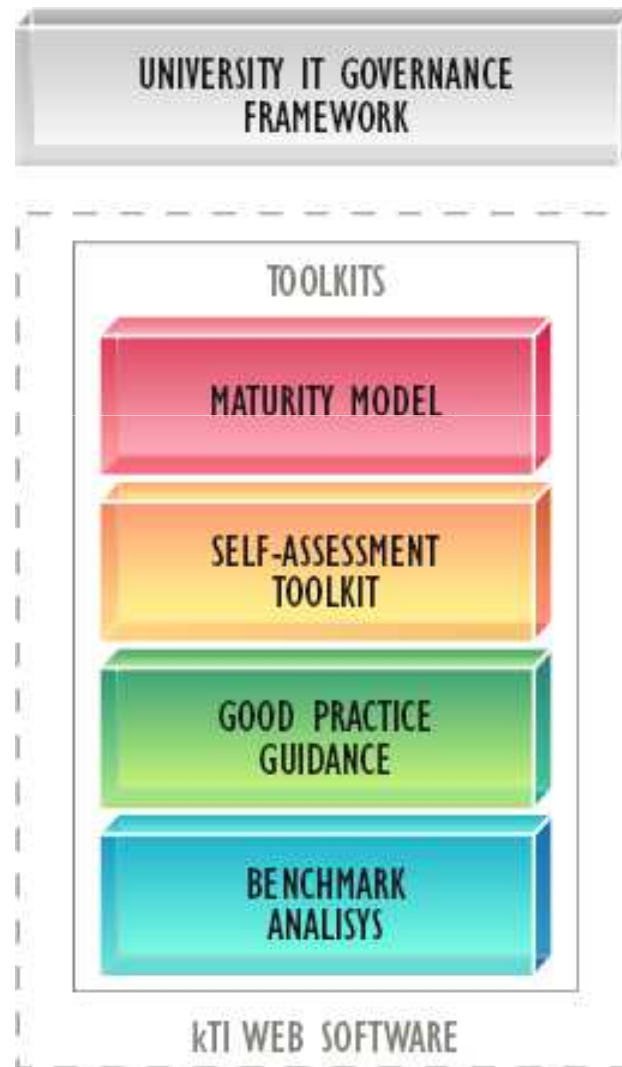 UNIVERSITY IT GOVERNANCE
FRAMEWORK
TOOLKITS
MATURITY MODEL
SELF-ASSESSMENT
TOOLKIT
GOOD PRACTICE
GUIDANCE
BENCHMARK
ANALISYS
kTI WEB SOFTWARE